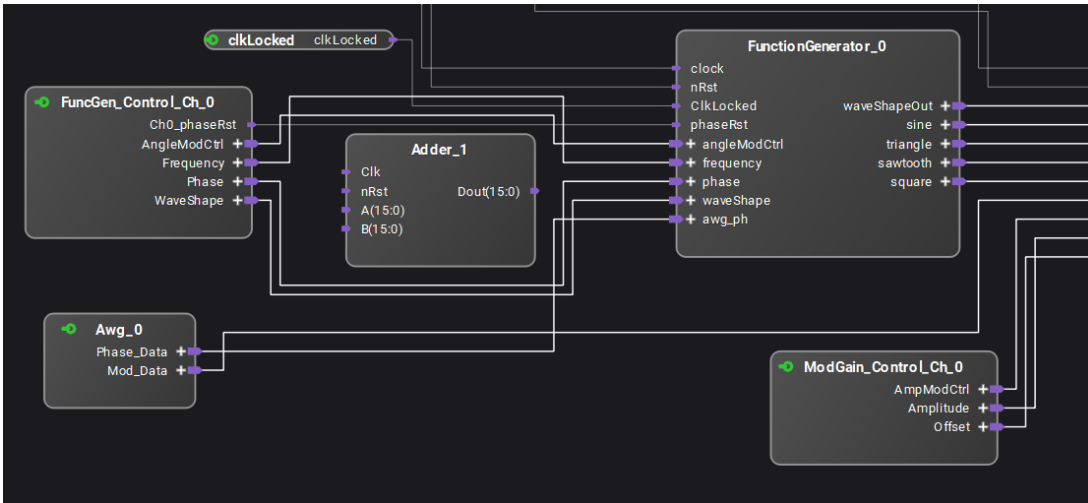 clkLocked clkLocked
FuncGen_Control_Ch_0
Ch0_phaseRst
AngleModCtrl
Frequency
Phase
WaveShape
Adder_1
Clk
nRst
A(15:0)
B(15:0)
Dout(15:0)
FunctionGenerator_0
clock
nRst
ClkLocked
phaseRst
angleModCtrl
frequency
phase
waveShape
awg_ph
waveShapeOut
sine
triangle
sawtooth
square
Awg_0
Phase_Data
Mod_Data
ModGain_Control_Ch_0
AmpModCtrl
Amplitude
Offset